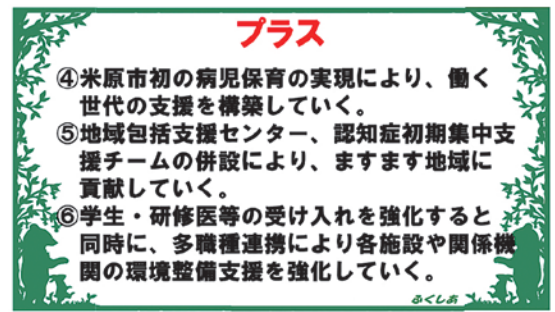 プラス
④米原市初の病児保育の実現により、働く
世代の支援を構築していく。
⑤地域包括支援センター、認知症初期集中支
援チームの併設により、ますます地域に
貢献していく。
⑥学生・研修医等の受け入れを強化すると
同時に、多職種連携により各施設や関係機
関の環境整備支援を強化していく。
ふくしあ